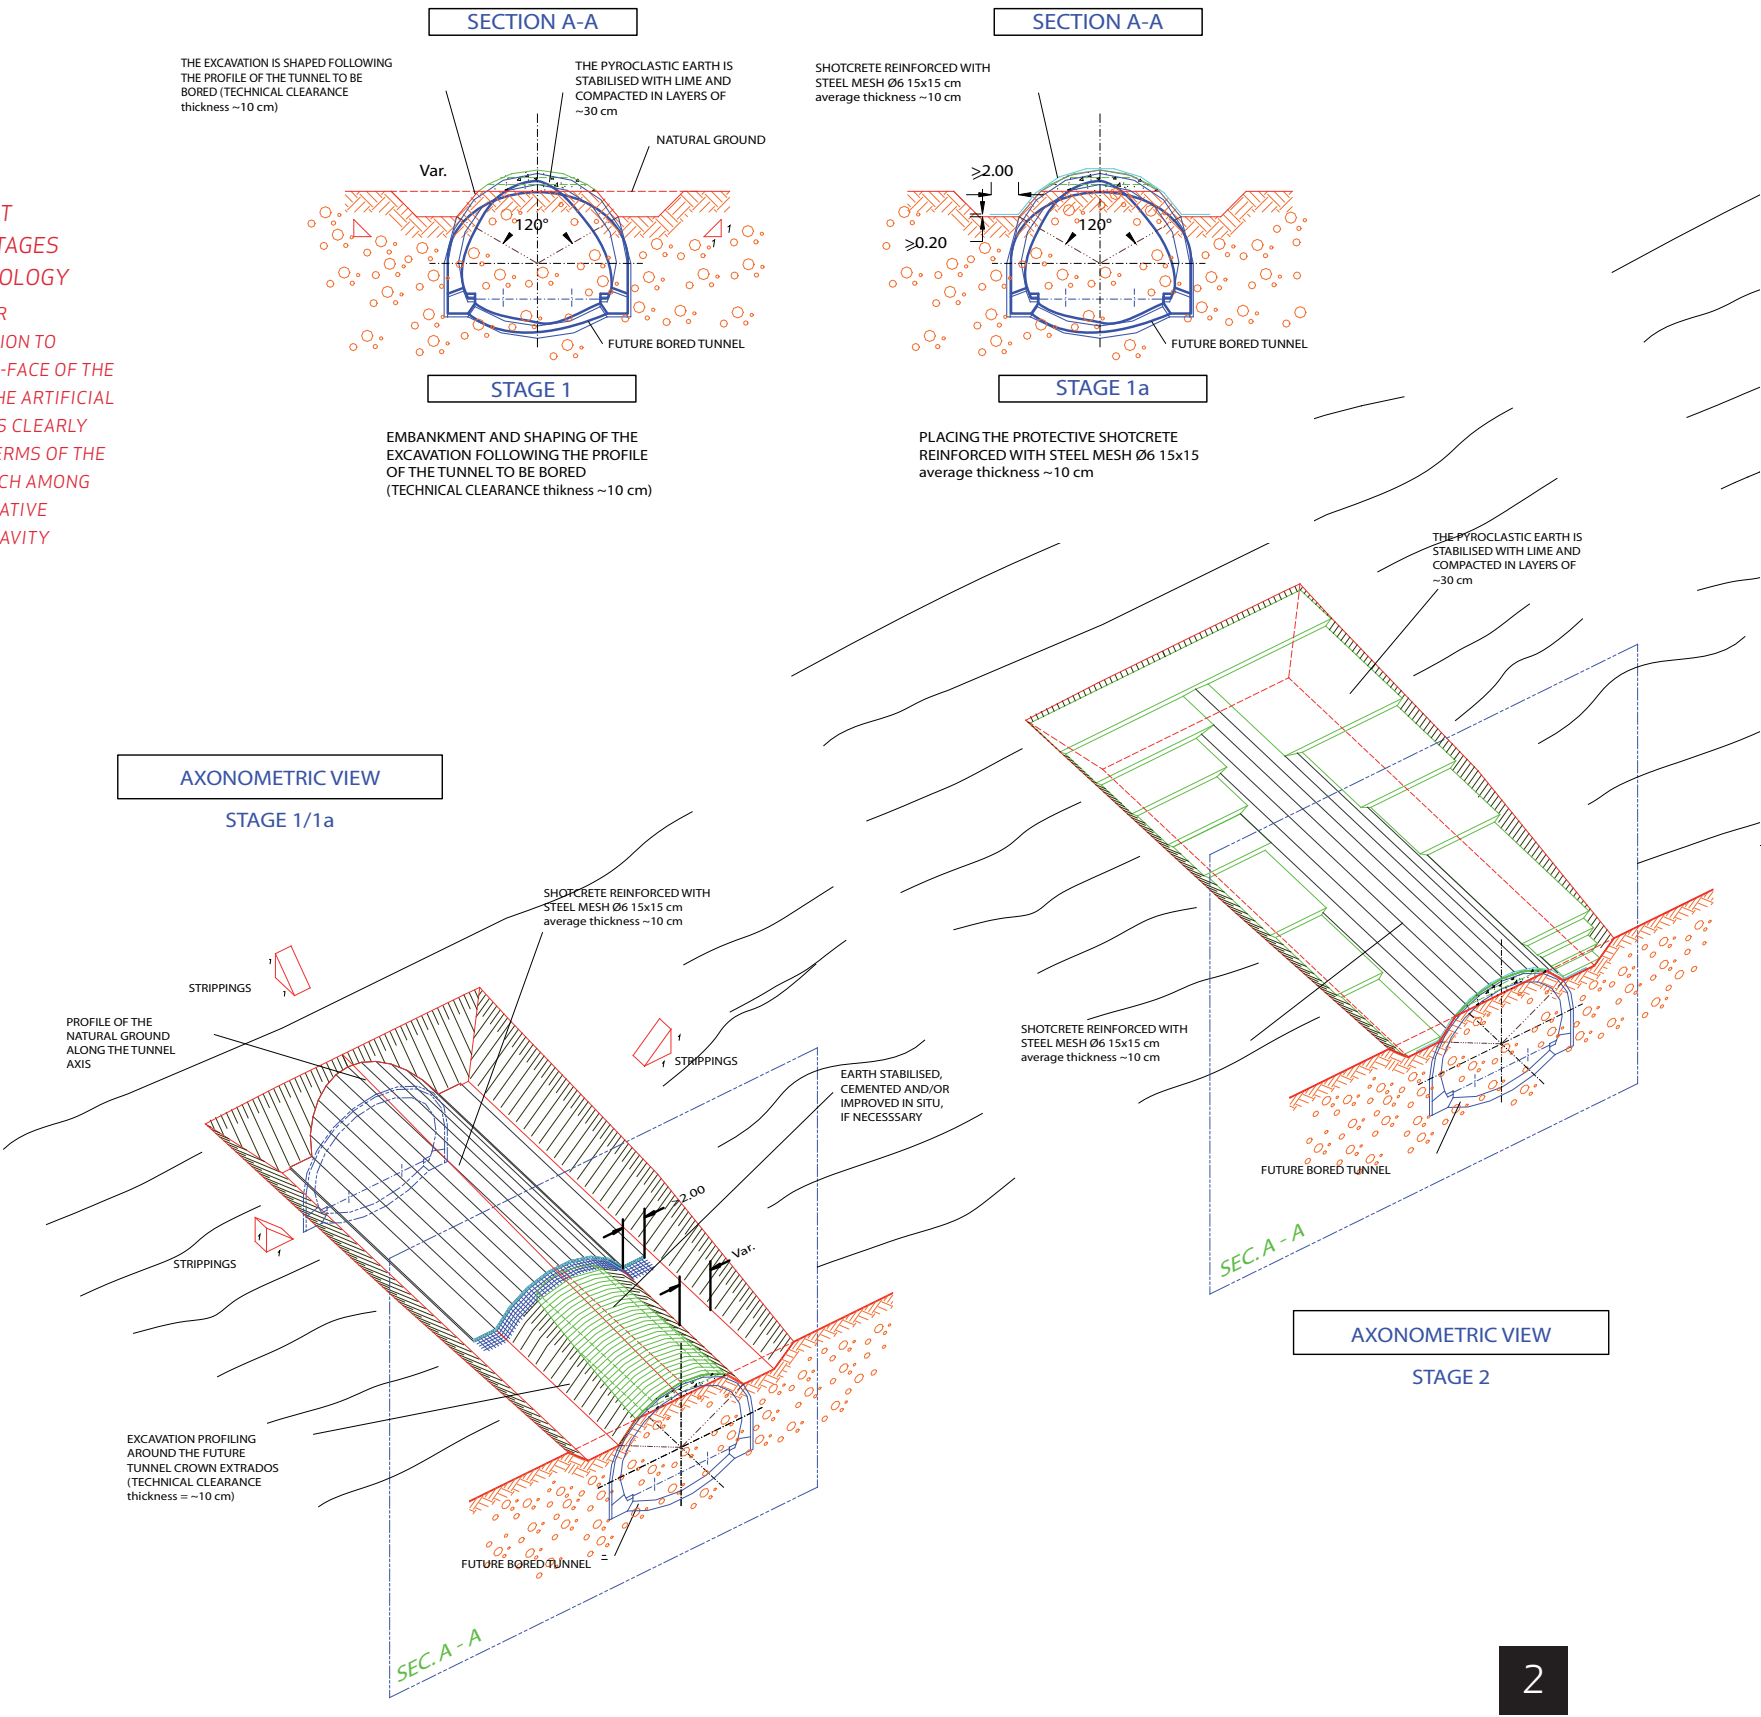 T
TAGES
OLOGY
R
ION TO
-FACE OF THE
HE ARTIFICIAL
S CLEARLY
ERMS OF THE
CH AMONG
ATIVE
AVITY
SECTION A-A
THE EXCAVATION IS SHAPED FOLLOWING
THE PROFILE OF THE TUNNEL TO BE
BORED (TECHNICAL CLEARANCE
thickness ~10 cm)
THE PYROCLASTIC EARTH IS
STABILISED WITH LIME AND
COMPACTED IN LAYERS OF
~30 cm
NATURAL GROUND
Var.
120°
1
1
FUTURE BORED TUNNEL
STAGE 1
EMBANKMENT AND SHAPING OF THE
EXCAVATION FOLLOWING THE PROFILE
OF THE TUNNEL TO BE BORED
(TECHNICAL CLEARANCE thikness ~10 cm)
SECTION A-A
SHOTCRETE REINFORCED WITH
STEEL MESH Ø6 15x15 cm
average thickness ~10 cm
>2.00
120°
>0.20
FUTURE BORED TUNNEL
STAGE 1a
PLACING THE PROTECTIVE SHOTCRETE
REINFORCED WITH STEEL MESH Ø6 15x15
average thickness ~10 cm
AXONOMETRIC VIEW
STAGE 1/1a
SHOTCRETE REINFORCED WITH
STEEL MESH Ø6 15x15 cm
average thickness ~10 cm
1
1
STRIPPINGS
PROFILE OF THE
NATURAL GROUND
ALONG THE TUNNEL
AXIS
1
1
STRIPPINGS
EARTH STABILISED,
CEMENTED AND/OR
IMPROVED IN SITU,
IF NECESSSARY
2.00
Var.
1
1
STRIPPINGS
EXCAVATION PROFILING
AROUND THE FUTURE
TUNNEL CROWN EXTRADOS
(TECHNICAL CLEARANCE
thickness = ~10 cm)
FUTURE BORED TUNNEL
SEC. A - A
THE PYROCLASTIC EARTH IS
STABILISED WITH LIME AND
COMPACTED IN LAYERS OF
~30 cm
SHOTCRETE REINFORCED WITH
STEEL MESH Ø6 15x15 cm
average thickness ~10 cm
FUTURE BORED TUNNEL
SEC. A - A
AXONOMETRIC VIEW
STAGE 2
2